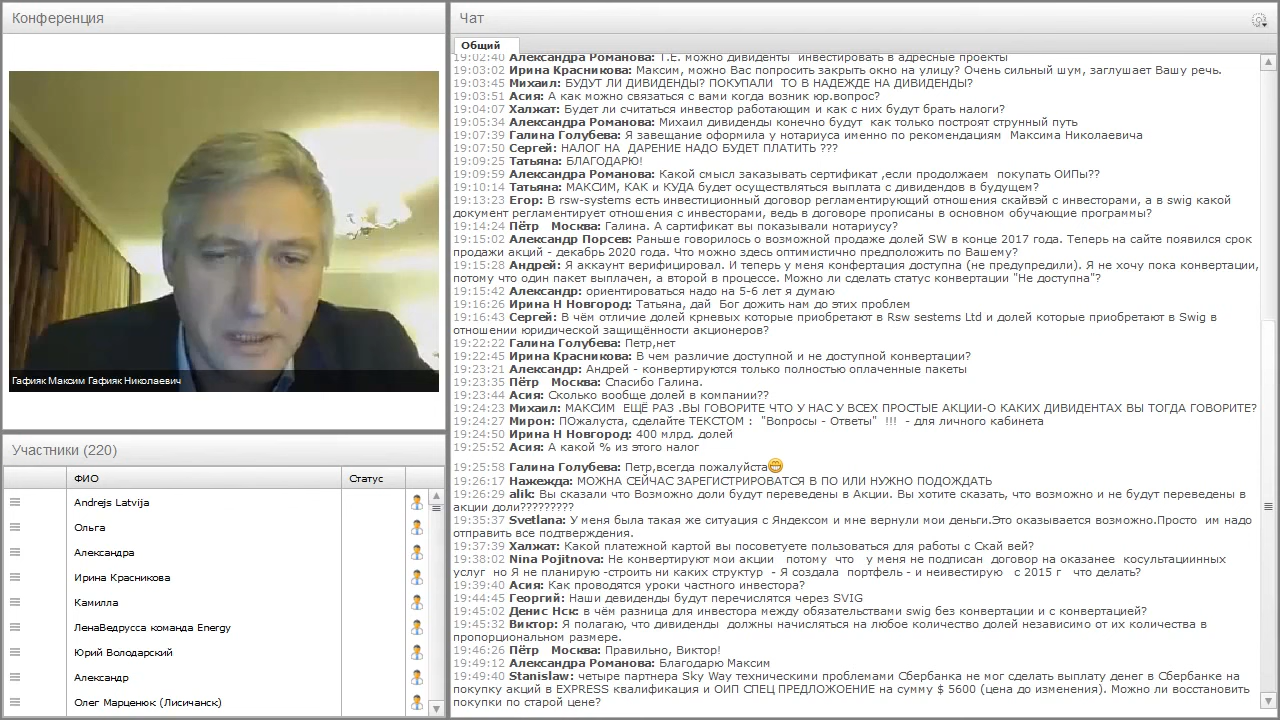 Конференция
Гафияк Максим Гафияк Николаевич
Участники (220)
ФИО
Статус
Andrejs Latvija
Ольга
Александра
Ирина Красникова
Камилла
ЛенаВедрусса команда Energy
Юрий Володарский
Александр
Олег Марценюк (Лисичанск)
Чат
Общий
19:02:40 Александра Романова: Т.Е. можно дивиденты инвестировать в адресные проекты
19:03:02 Ирина Красникова: Максим, можно Вас попросить закрыть окно на улицу? Очень сильный шум, заглушает Вашу речь.
19:03:45 Михаил: БУДУТ ЛИ ДИВИДЕНДЫ? ПОКУПАЛИ ТО В НАДЕЖДЕ НА ДИВИДЕНДЫ?
19:03:51 Асия: А как можно связаться с вами когда возник юр.вопрос?
19:04:07 Халжат: Будет ли считаться инвестор работающим и как с них будут брать налоги?
19:05:34 Александра Романова: Михаил дивиденды конечно будут как только построят струнный путь
19:07:39 Галина Голубева: Я завещание оформила у нотариуса именно по рекомендациям Максима Николаевича
19:07:50 Сергей: НАЛОГ НА ДАРЕНИЕ НАДО БУДЕТ ПЛАТИТЬ ???
19:09:25 Татьяна: БЛАГОДАРЮ!
19:09:59 Александра Романова: Какой смысл заказывать сертификат ,если продолжаем покупать ОИПы??
19:10:14 Татьяна: МАКСИМ, КАК и КУДА будет осуществляться выплата с дивидендов в будущем?
19:13:23 Егор: В rsw-systems есть инвестиционный договор регламентирующий отношения скайвэй с инвесторами, а в swig какой
документ регламентирует отношения с инвесторами, ведь в договоре прописаны в основном обучающие программы?
19:14:24 Пётр Москва: Галина. А сартификат вы показывали нотариусу?
19:15:02 Александр Порсев: Раньше говорилось о возможной продаже долей SW в конце 2017 года. Теперь на сайте появился срок
продажи акций - декабрь 2020 года. Что можно здесь оптимистично предположить по Вашему?
19:15:28 Андрей: Я аккаунт верифицировал. И теперь у меня конфертация доступна (не предупредили). Я не хочу пока конвертации,
потому что один пакет выплачен, а второй в процессе. Можно ли сделать статус конвертации "Не доступна"?
19:15:42 Александр: ориентироваться надо на 5-6 лет я думаю
19:16:26 Ирина Н Новгород: Татьяна, дай Бог дожить нам до этих проблем
19:16:43 Сергей: В чём отличие долей крневых которые приобретают в Rsw sestems Ltd и долей которые приобретают в Swig в
отношении юридической защищённости акционеров?
19:22:22 Галина Голубева: Петр,нет
19:22:45 Ирина Красникова: В чем различие доступной и не доступной конвертации?
19:23:21 Александр: Андрей - конвертируются только полностью оплаченные пакеты
19:23:35 Пётр Москва: Спасибо Галина.
19:23:44 Асия: Сколько вообще долей в компании??
19:24:23 Михаил: МАКСИМ ЕЩЁ РАЗ .ВЫ ГОВОРИТЕ ЧТО У НАС У ВСЕХ ПРОСТЫЕ АКЦИИ-О КАКИХ ДИВИДЕНТАХ ВЫ ТОГДА ГОВОРИТЕ?
19:24:27 Мирон: ПОжалуиста, сделайте ТЕКСТОМ : "Вопросы - Ответы" !!! - для личного кабинета
19:24:50 Ирина Н Новгород: 400 млрд. долей
19:25:52 Асия: А какой % из этого налог
19:25:58 Галина Голубева: Петр,всегда пожалуйста
19:26:17 Нажежда: МОЖНА СЕЙЧАС ЗАРЕГИСТРИРОВАТСЯ В ПО ИЛИ НУЖНО ПОДОЖДАТЬ
19:26:29 alik: Вы сказали что Возможно доли будут переведены в Акции. Вы хотите сказать, что возможно и не будут переведены в
акции доли?????????
19:35:37 Svetlana: У меня была такая же ситуация с Яндексом и мне вернули мои деньги.Это оказывается возможно.Просто им надо
отправить все подтверждения.
19:37:39 Халжат: Какой платежной картой вы посоветуете пользоваться для работы с Скай вей?
19:38:02 Nina Pojitnova: Не конвертируют мои акции потому что у меня не подписан договор на оказанее косультациинных
услуг но Я не планирую -строить ни каких структур - Я создала портфель - и неивестирую с 2015 г что делать?
19:39:40 Асия: Как проводятся уроки частного инвестора?
19:44:45 Георгий: Наши девиденды будут перечислятся через SVIG
19:45:02 Денис Нск: в чём разница для инвестора между обязательствами swig без конвертации и с конвертацией?
19:45:32 Виктор: Я полагаю, что дивиденды должны начисляться на любое количество долей независимо от их количества в
пропорциональном размере.
19:46:26 Пётр Москва: Правильно, Виктор!
19:49:12 Александра Романова: Благодарю Максим
19:49:40 Stanislaw: четыре партнера Sky Way техническими проблемами Сбербанка не мог сделать выплату денег в Сбербанке на
покупку акций в EXPRESS квалификация и ОИП СПЕЦ ПРЕДЛОЖОЕНИЕ на сумму $ 5600 (цена до изменения). Можно ли восстановить
покупки по старой цене?